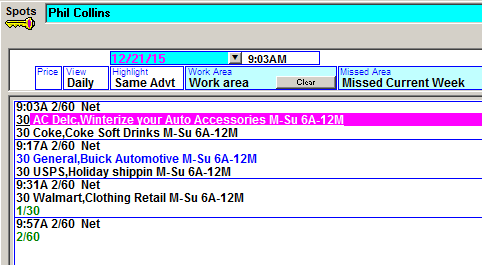 Spots Phil Collins
12/21/15 9:03AM
Price View Highlight Work Area Missed Area
Daily Same Advt Work area Clear Missed Current Week
9:03A 2/60 Net
30 AC Delc,Winterize your Auto Accessories M-Su 6A-12M
30 Coke,Coke Soft Drinks M-Su 6A-12M
9:17A 2/60 Net
30 General,Buick Automotive M-Su 6A-12M
30 USPS,Holiday shippin M-Su 6A-12M
9:31A 2/60 Net
30 Walmart,Clothing Retail M-Su 6A-12M
1/30
9:57A 2/60 Net
2/60